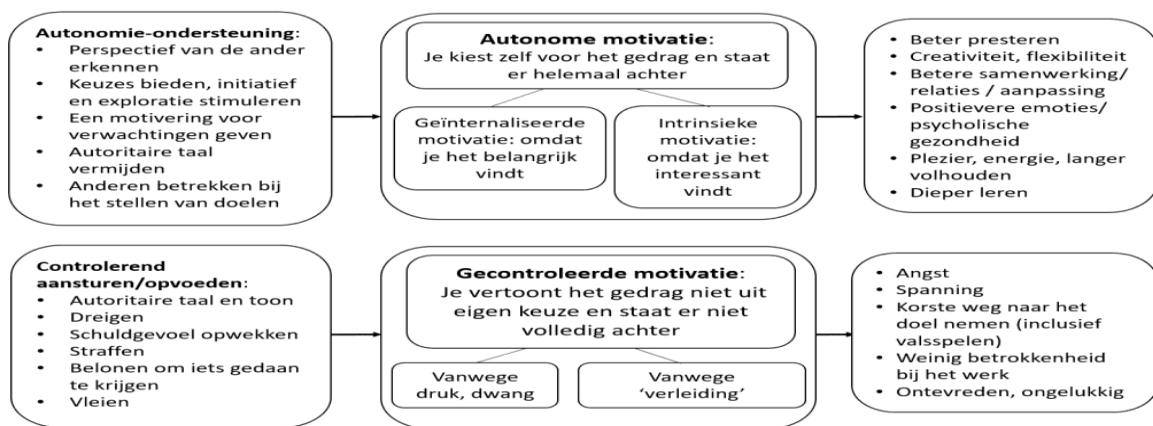 Autonomie-ondersteuning:
• Perspectief van de ander
erkennen
• Keuzes bieden, initiatief
en exploratie stimuleren
• Een motivering voor
verwachtingen geven
• Autoritaire taal
vermijden
• Anderen betrekken bij
het stellen van doelen
Autonome motivatie:
Je kiest zelf voor het gedrag en staat
er helemaal achter
Geïnternaliseerde
motivatie: omdat
je het belangrijk
vindt
Intrinsieke
motivatie:
omdat je het
interessant
vindt
• Beter presteren
• Creativiteit, flexibiliteit
• Betere samenwerking/
relaties / aanpassing
• Positievere emoties/
psycholische
gezondheid
• Plezier, energie, langer
volhouden
• Dieper leren
Controlerend
aansturen/opvoeden:
• Autoritaire taal en toon
• Dreigen
• Schuldgevoel opwekken
• Straffen
• Belonen om iets gedaan
te krijgen
• Vleien
Gecontroleerde motivatie:
Je vertoont het gedrag niet uit
eigen keuze en staat er niet
volledig achter
Vanwege
druk, dwang
Vanwege
‘verleiding’
• Angst
• Spanning
• Korste weg naar het
doel nemen (inclusief
valsspelen)
• Weinig betrokkenheid
bij het werk
• Ontevreden, ongelukkig